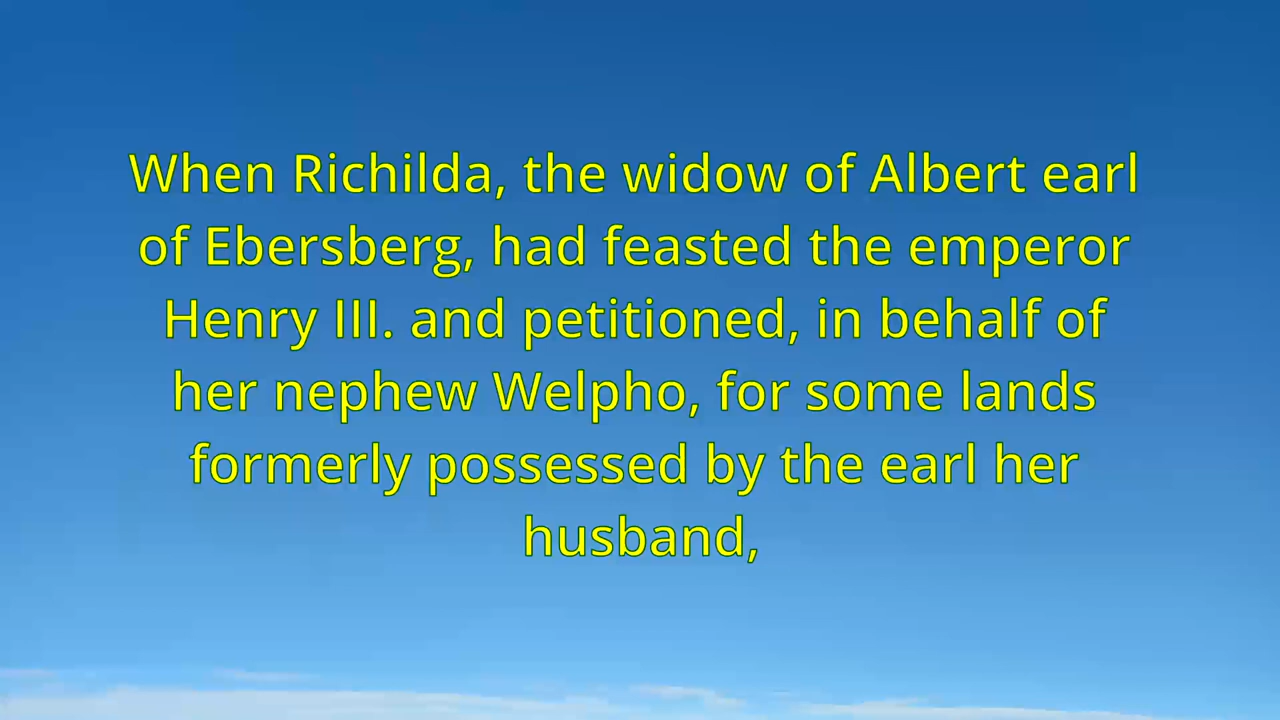 When Richilda, the widow of Albert earl
of Ebersberg, had feasted the emperor
Henry III. and petitioned, in behalf of
her nephew Welpho, for some lands
formerly possessed by the earl her
husband,